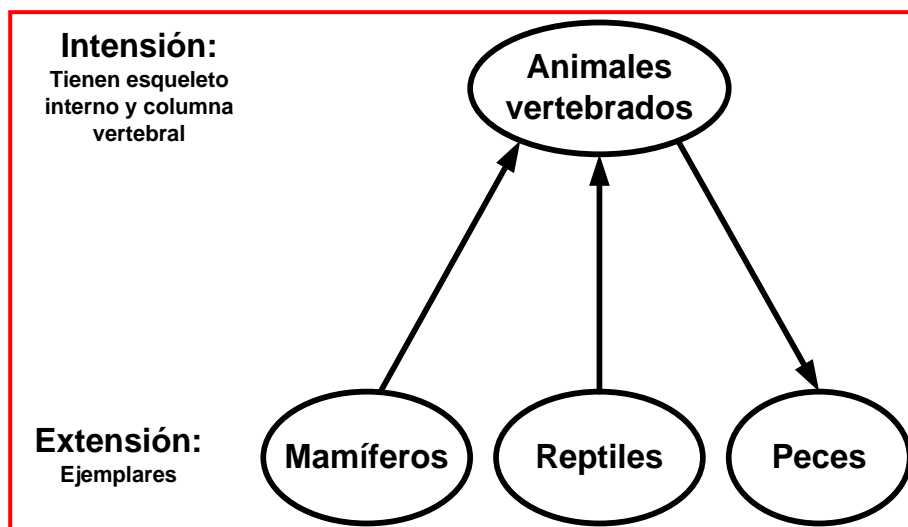 Intensión:
Tienen esqueleto
interno y columna
vertebral
Animales
vertebrados
Extensión:
Ejemplares
Mamíferos
Reptiles
Peces